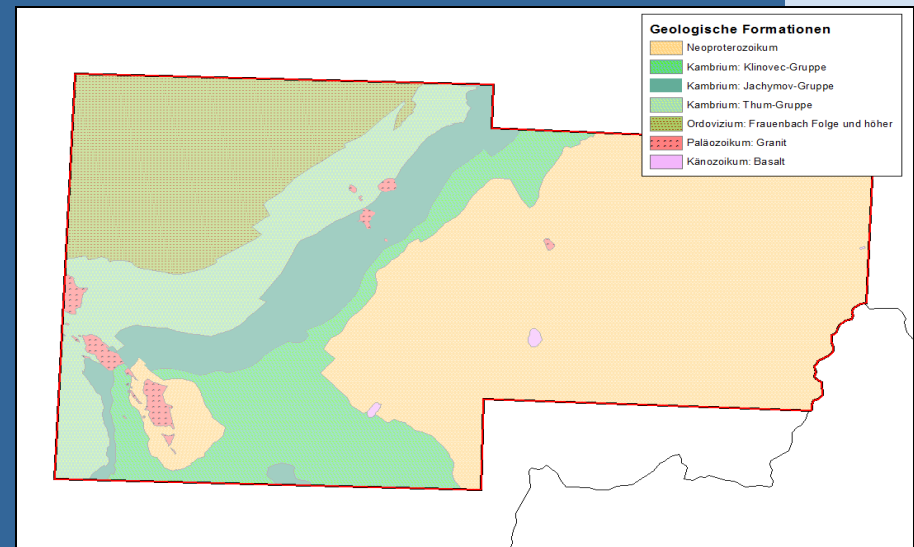 Geologische Formationen
Neoproterozoikum
Kambrium: Klinovec-Gruppe
Kambrium: Jachymov-Gruppe
Kambrium: Thum-Gruppe
Ordovizium: Frauenbach Folge und höher
Paläozoikum: Granit
Känozoikum: Basalt